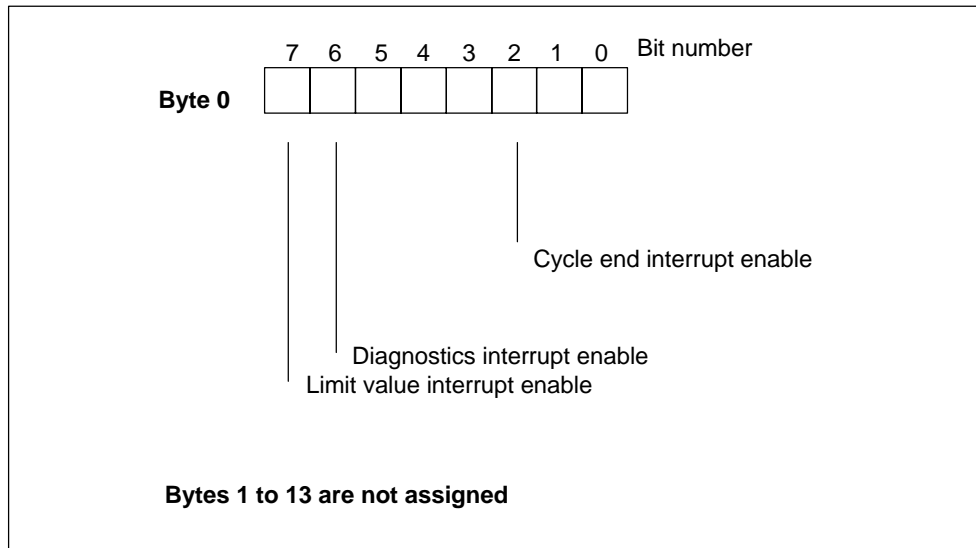 7 6 5 4 3 2 1 0 Bit number
Byte 0
Cycle end interrupt enable
Diagnostics interrupt enable
Limit value interrupt enable
Bytes 1 to 13 are not assigned